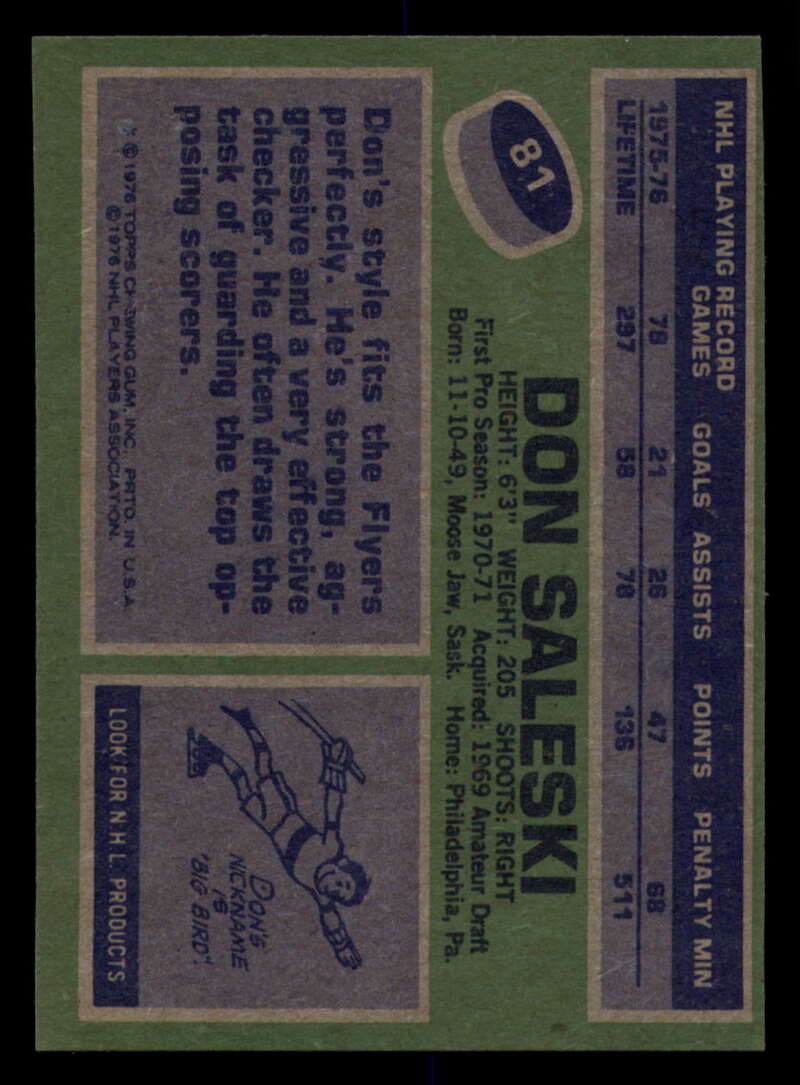 NHL PLAYING RECORD
GAMES GOALS ASSISTS POINTS PENALTY MIN
1975-76 78 21 26 47 68
LIFETIME 297 58 78 136 511
81
DON SALESKI
HEIGHT: 6'3" WEIGHT: 205 SHOOTS: RIGHT
First Pro Season: 1970-71 Acquired: 1969 Amateur Draft
Born: 11-10-49, Moose Jaw, Sask. Home: Philadelphia, Pa.
Don's style fits the Flyers
perfectly. He's strong, ag-
gressive and a very effective
checker. He often draws the
task of guarding the top op-
posing scorers.
* © 1976 TOPPS CHEWING GUM, INC. PRTD. IN U.S.A
© 1976 NHL PLAYERS ASSOCIATION.
DON'S
NICKNAME
IS
"BIG BIRD".
LOOK FOR N.H.L. PRODUCTS